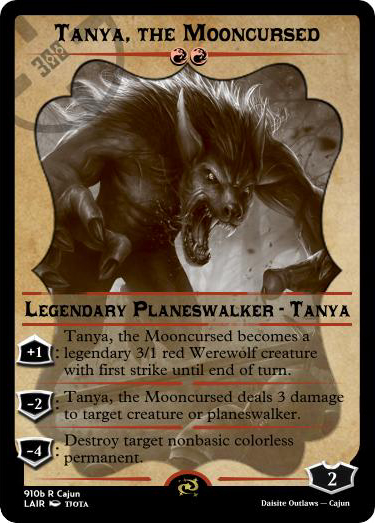 Tanya, the Mooncursed
Legendary Planeswalker - Tanya
+1 : Tanya, the Mooncursed becomes a
legendary 3/1 red Werewolf creature
with first strike until end of turn.
-2 : Tanya, the Mooncursed deals 3 damage
to target creature or planeswalker.
-4 : Destroy target nonbasic colorless
permanent.
2
910b R Cajun
LAIR TJOTA
Daisite Outlaws — Cajun